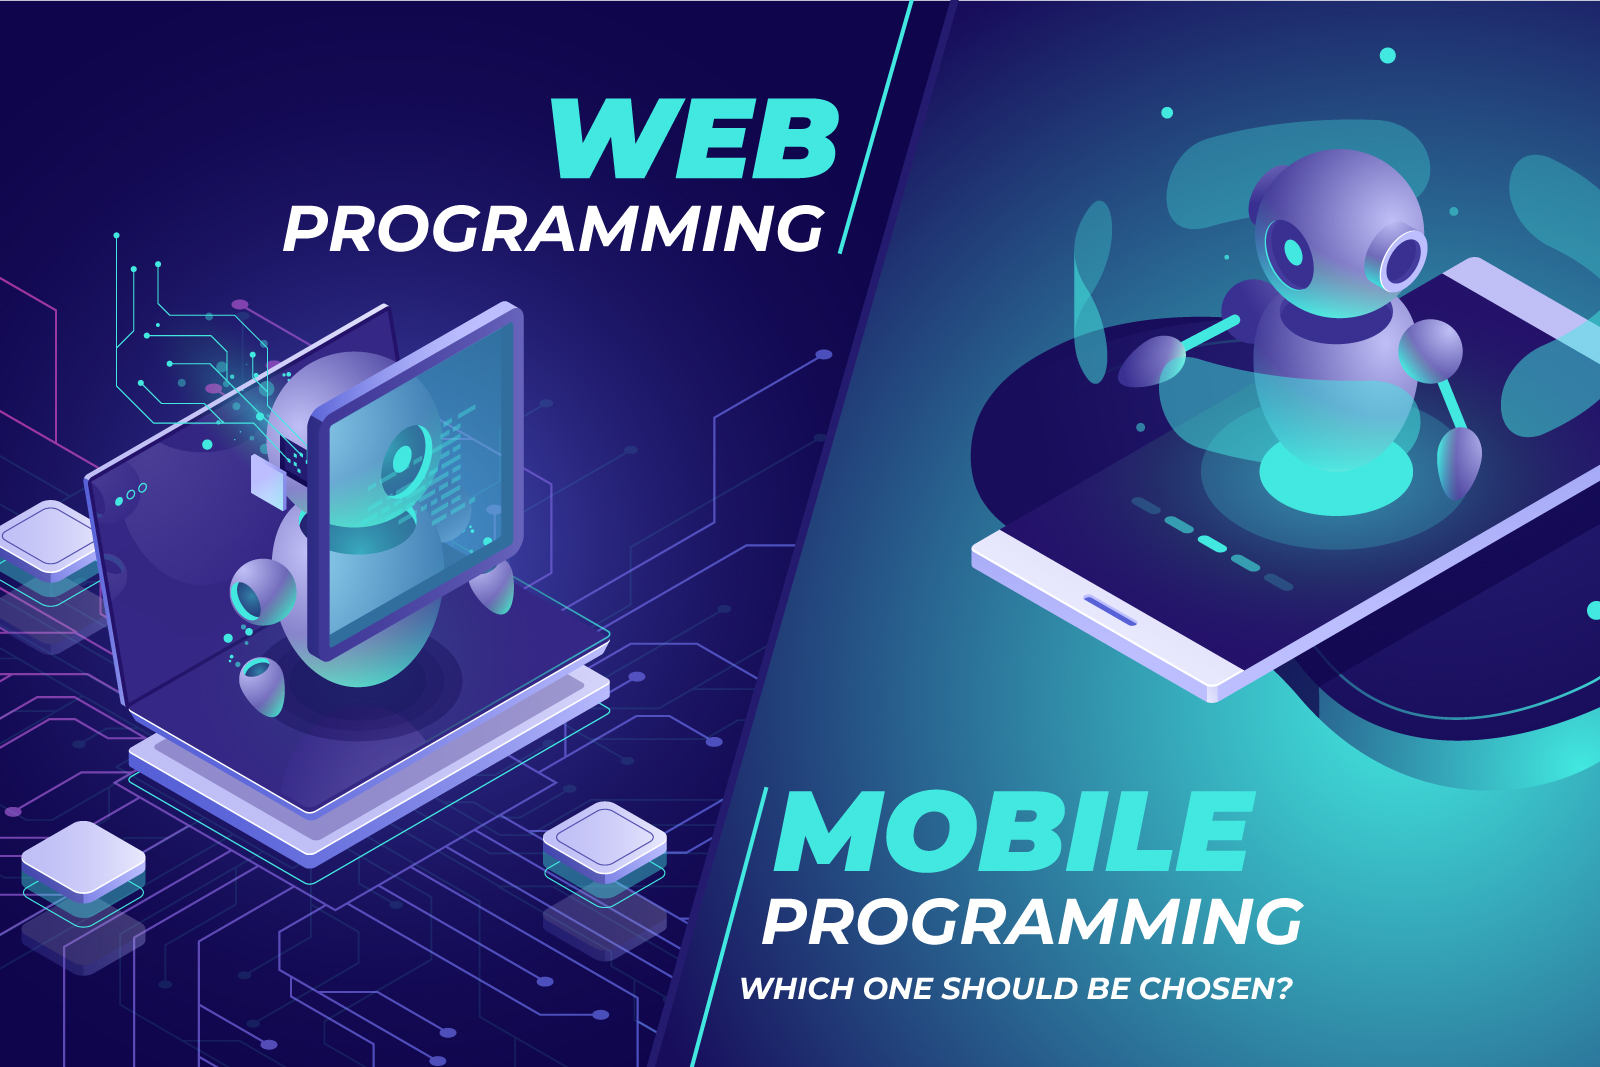 WEB
PROGRAMMING
MOBILE
PROGRAMMING
WHICH ONE SHOULD BE CHOSEN?